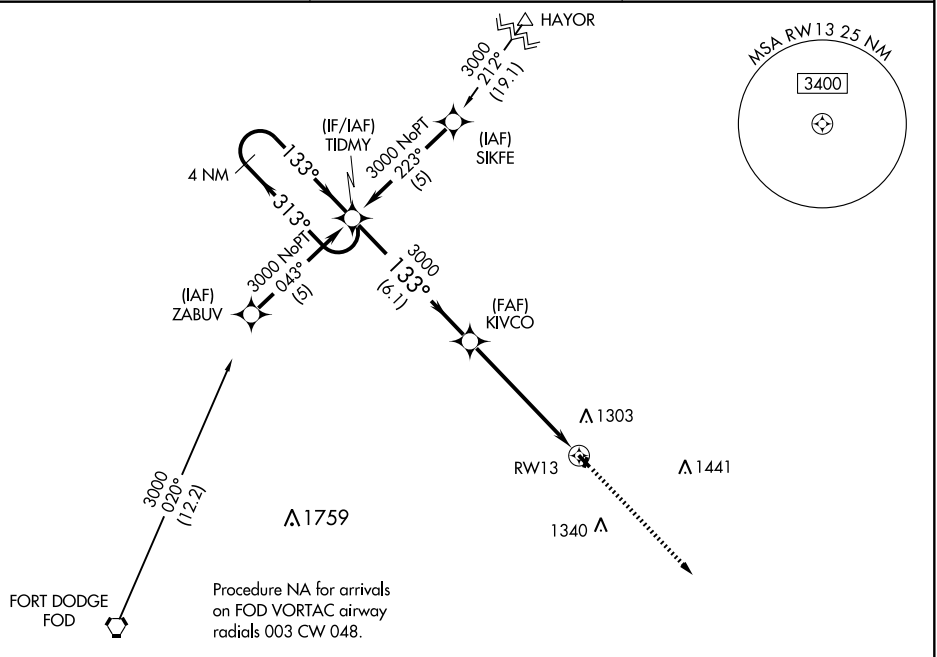 HAYOR
3000
212°
(19.1)
MSA RW13 25 NM
3400
(IF/IAF)
TIDMY
3000 NoPT
223°
(5)
(IAF)
SIKFE
4 NM
133°
313°
3000 NoPT
043°
(5)
(IAF)
ZABUV
3000
133°
(6.1)
(FAF)
KIVCO
1303
RW13
1441
3000
020°
(12.2)
1759
1340
FORT DODGE
FOD
Procedure NA for arrivals
on FOD VORTAC airway
radials 003 CW 048.